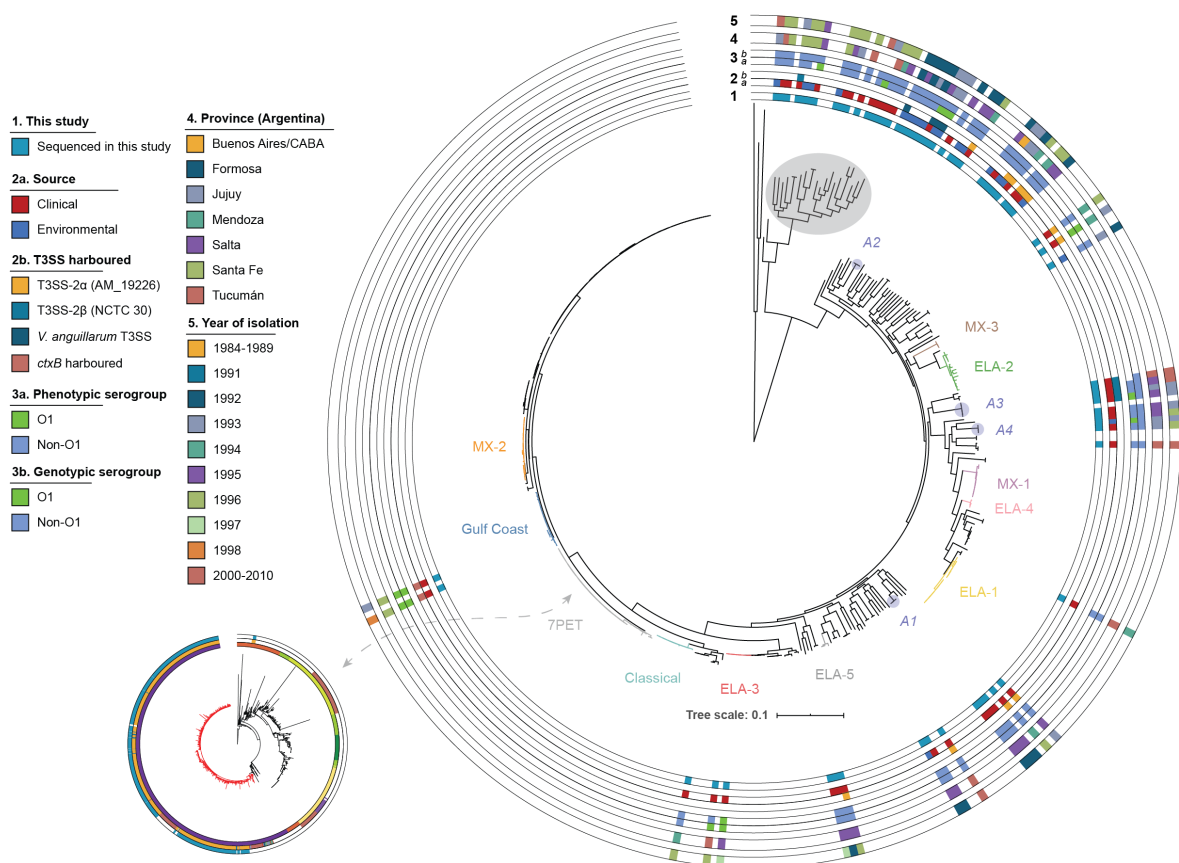 1. This study
Sequenced in this study
2a. Source
Clinical
Environmental
2b. T3SS harboured
T3SS-2α (AM_19226)
T3SS-2β (NCTC 30)
V. anguillarum T3SS
ctxB harboured
3a. Phenotypic serogroup
O1
Non-O1
3b. Genotypic serogroup
O1
Non-O1
4. Province (Argentina)
Buenos Aires/CABA
Formosa
Jujuy
Mendoza
Salta
Santa Fe
Tucumán
5. Year of isolation
1984-1989
1991
1992
1993
1994
1995
1996
1997
1998
2000-2010
5
4
3 b
a
2 b
a
1
A2
MX-3
ELA-2
A3
A4
MX-1
ELA-4
ELA-1
A1
ELA-5
ELA-3
Classical
7PET
Gulf Coast
MX-2
Tree scale: 0.1